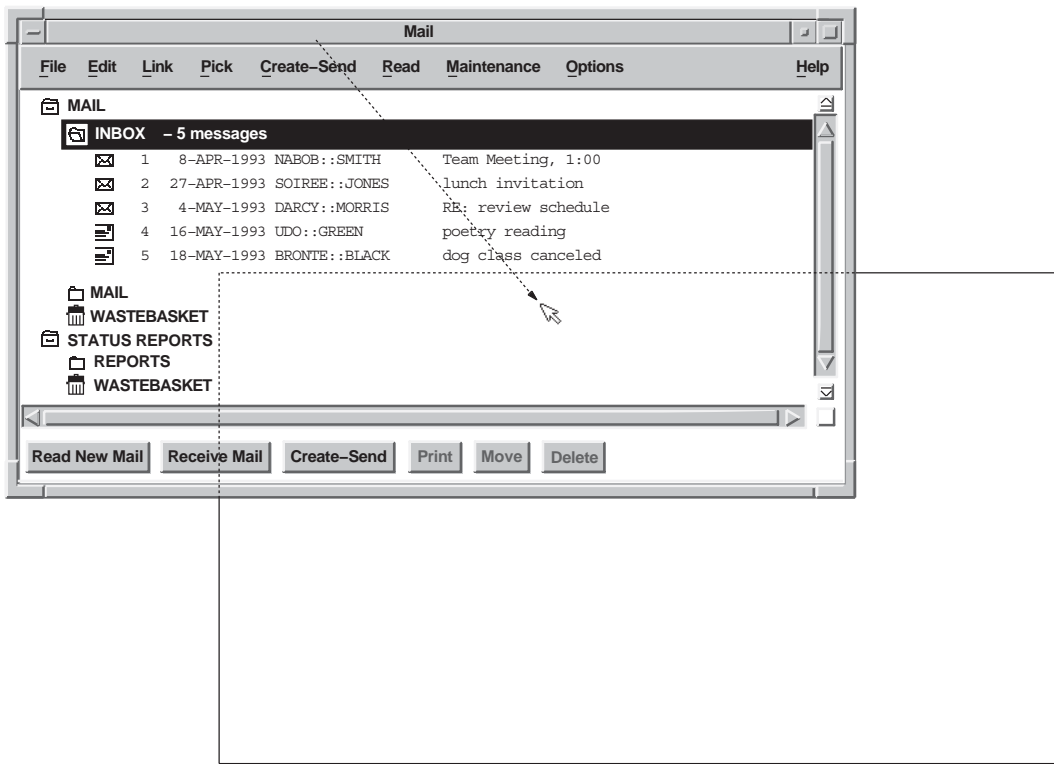 Mail
File Edit Link Pick Create–Send Read Maintenance Options Help
MAIL
INBOX – 5 messages
1 8–APR–1993 NABOB::SMITH Team Meeting, 1:00
2 27–APR–1993 SOIREE::JONES lunch invitation
3 4–MAY–1993 DARCY::MORRIS RE: review schedule
4 16–MAY–1993 UDO::GREEN poetry reading
5 18–MAY–1993 BRONTE::BLACK dog class canceled
MAIL
WASTEBASKET
STATUS REPORTS
REPORTS
WASTEBASKET
Read New Mail Receive Mail Create–Send Print Move Delete